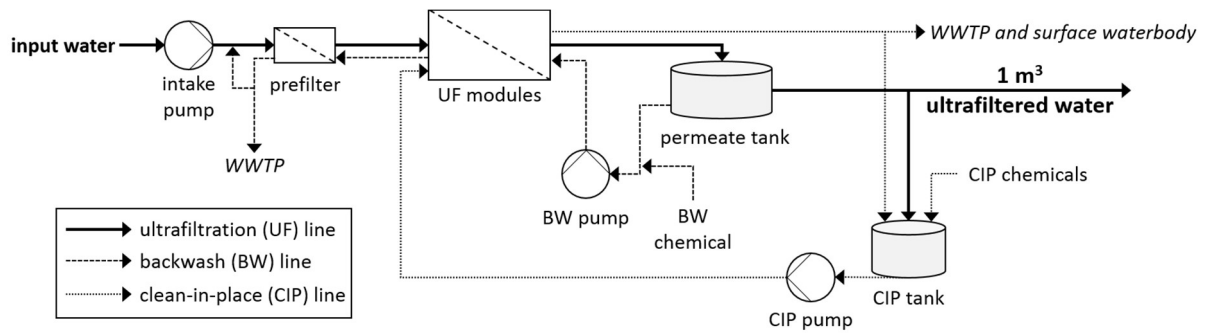 input water
intake
pump
prefilter
WWTP
UF modules
WWTP and surface waterbody
1 m³
ultrafiltered water
permeate tank
BW pump
BW
chemical
CIP chemicals
CIP tank
CIP pump
ultrafiltration (UF) line
backwash (BW) line
clean-in-place (CIP) line